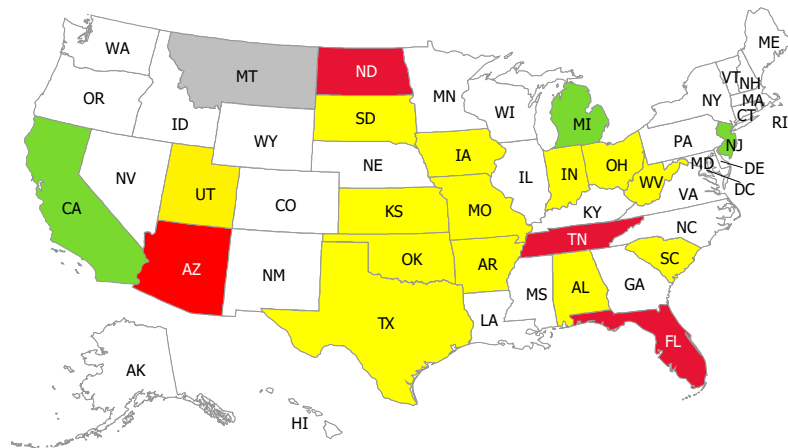 WA
ME
MT
ND
VT
NH
MN
OR
MA
NY
WI
SD
CT
RI
MI
ID
WY
PA
NJ
IA
NE
MD
DE
OH
IN
IL
NV
UT
WV
DC
VA
CO
CA
KS
MO
KY
NC
TN
OK
AZ
AR
SC
NM
GA
MS
AL
LA
TX
FL
AK
HI